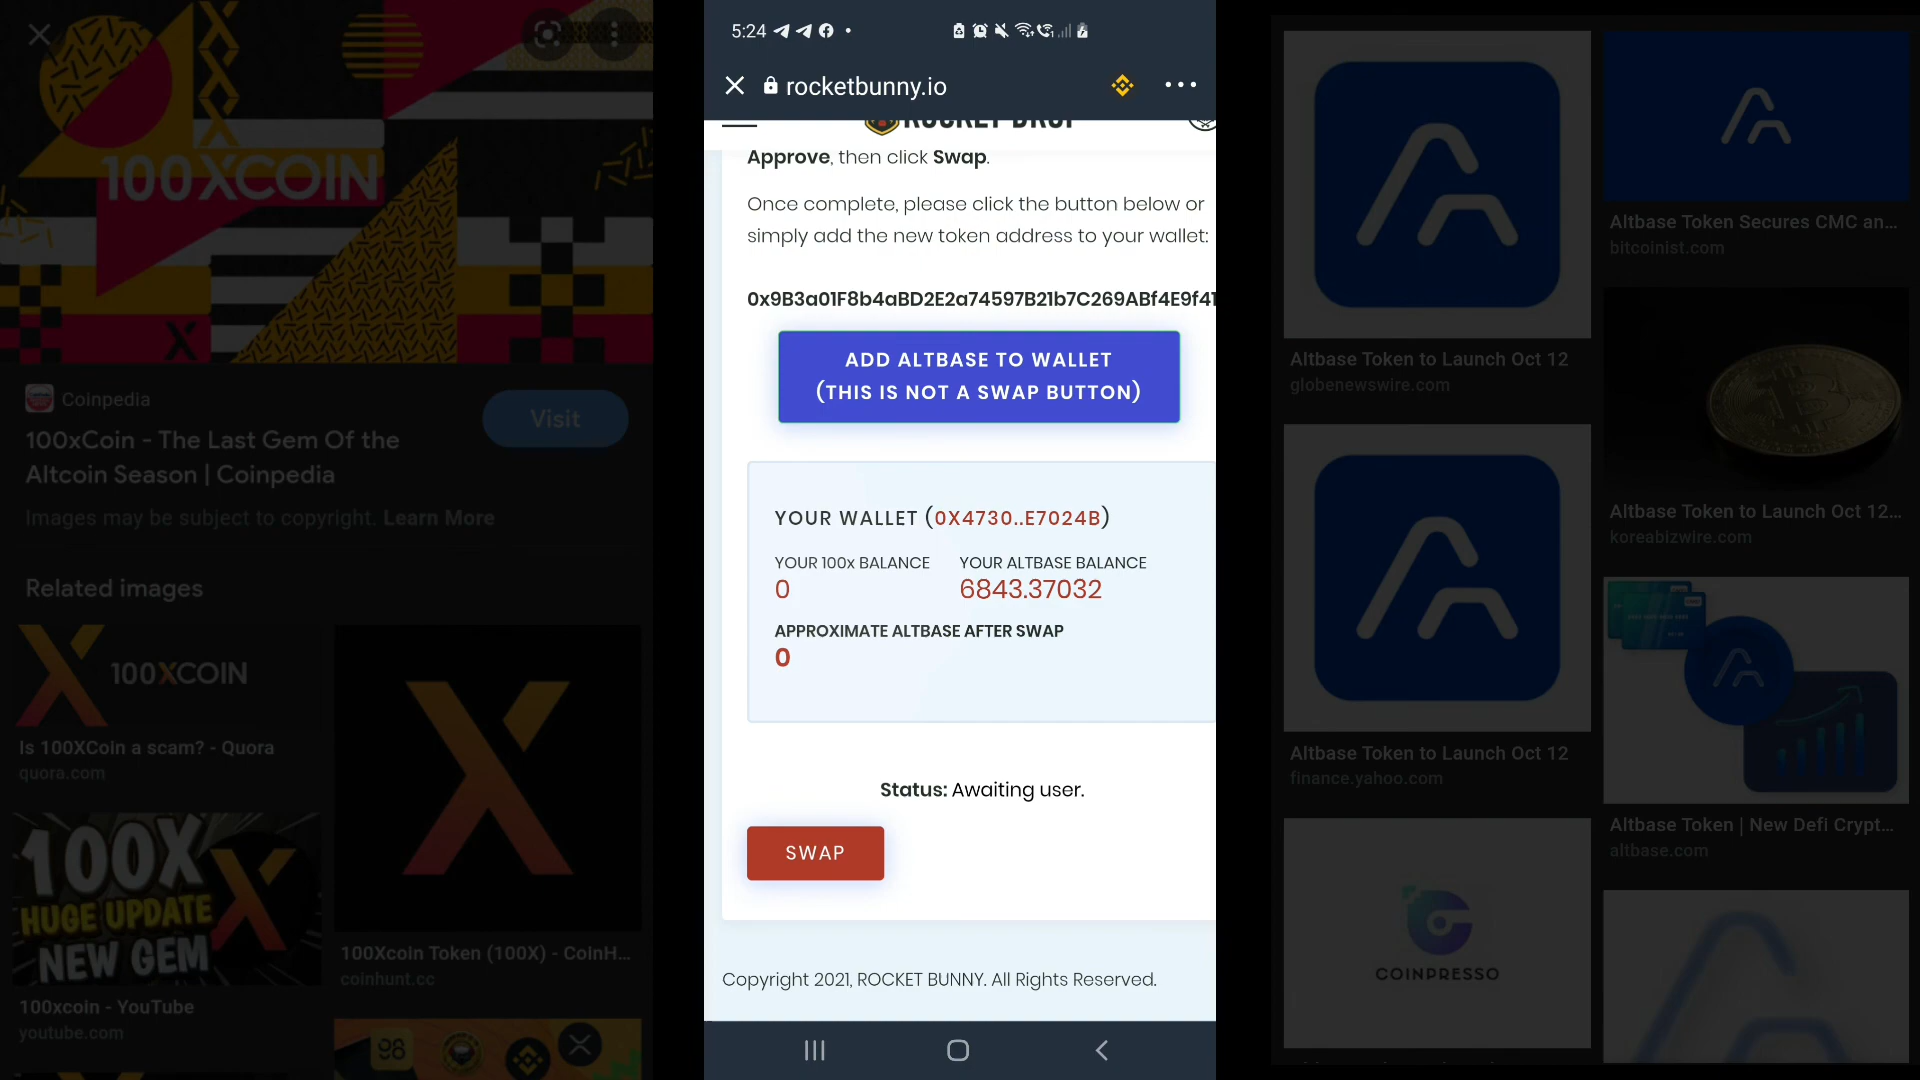 100XCOIN
Coinpedia
100xCoin - The Last Gem Of the
Altcoin Season | Coinpedia
Visit
Images may be subject to copyright. Learn More
Related images
100XCOIN
Is 100XCoin a scam? - Quora
quora.com
100X
HUGE UPDATE
NEW GEM
100xcoin - YouTube
youtube.com
100Xcoin Token (100X) - CoinH...
coinhunt.cc
98
5:24
rocketbunny.io
ROCKET DROP
Approve, then click Swap.
Once complete, please click the button below or
simply add the new token address to your wallet:
0x9B3a01F8b4aBD2E2a74597B21b7C269ABf4E9f41
ADD ALTBASE TO WALLET
(THIS IS NOT A SWAP BUTTON)
YOUR WALLET (0X4730..E7024B)
YOUR 100x BALANCE
0
YOUR ALTBASE BALANCE
6843.37032
APPROXIMATE ALTBASE AFTER SWAP
0
Status: Awaiting user.
SWAP
Copyright 2021, ROCKET BUNNY. All Rights Reserved.
Altbase Token to Launch Oct 12
globenewswire.com
Altbase Token to Launch Oct 12
finance.yahoo.com
COINPRESSO
Altbase Token Secures CMC an...
bitcoinist.com
Altbase Token to Launch Oct 12...
koreabizwire.com
Altbase Token | New Defi Crypt...
altbase.com